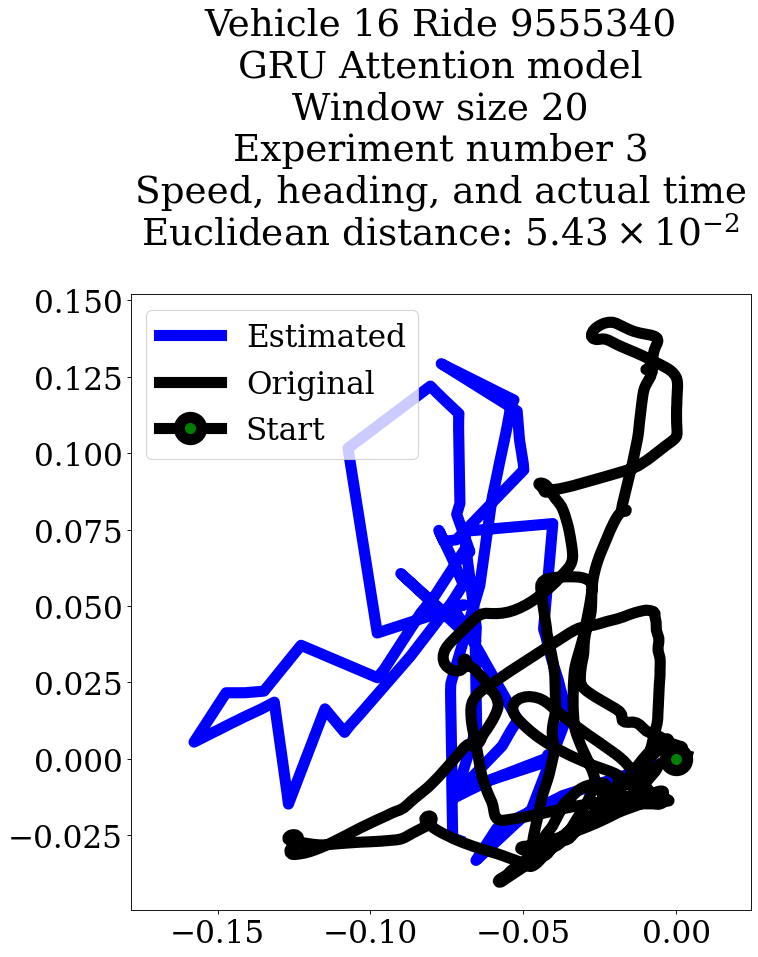 Vehicle 16 Ride 9555340
GRU Attention model
Window size 20
Experiment number 3
Speed, heading, and actual time
Euclidean distance: 5.43 × 10⁻²
0.150
0.125
0.100
0.075
0.050
0.025
0.000
−0.025
Estimated
Original
Start
−0.15 −0.10 −0.05 0.00